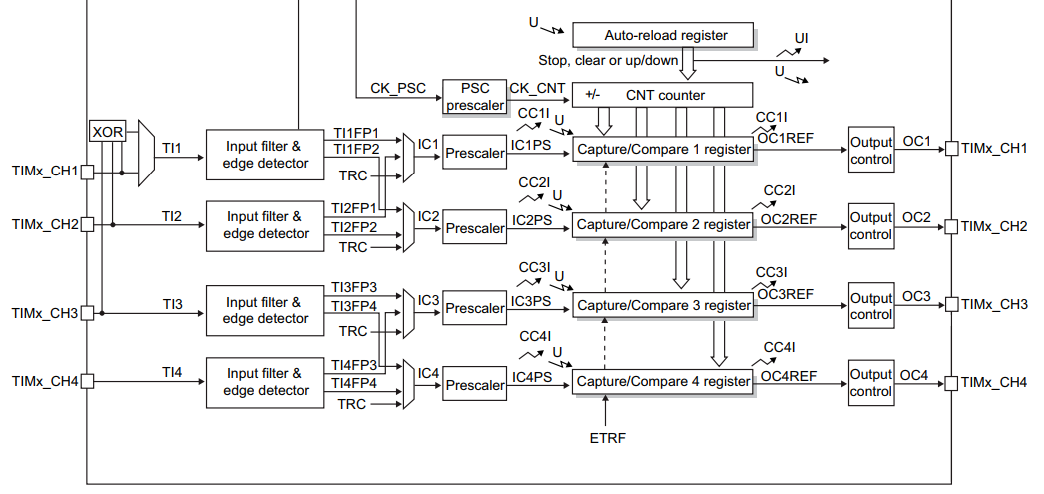 U
Auto-reload register
Stop, clear or up/down
UI
U
CK_PSC
PSC
prescaler
CK_CNT
+/-
CNT counter
XOR
TI1
TIMx_CH1
Input filter &
edge detector
TI1FP1
TI1FP2
TRC
IC1
Prescaler
IC1PS
CC1I
U
Capture/Compare 1 register
CC1I
OC1REF
Output
control
OC1
TIMx_CH1
TIMx_CH2
TI2
Input filter &
edge detector
TI2FP1
TI2FP2
TRC
IC2
Prescaler
IC2PS
CC2I
U
Capture/Compare 2 register
CC2I
OC2REF
Output
control
OC2
TIMx_CH2
TIMx_CH3
TI3
Input filter &
edge detector
TI3FP3
TI3FP4
TRC
IC3
Prescaler
IC3PS
CC3I
U
Capture/Compare 3 register
CC3I
OC3REF
Output
control
OC3
TIMx_CH3
TIMx_CH4
TI4
Input filter &
edge detector
TI4FP3
TI4FP4
TRC
IC4
Prescaler
IC4PS
CC4I
U
Capture/Compare 4 register
CC4I
OC4REF
Output
control
OC4
TIMx_CH4
ETRF